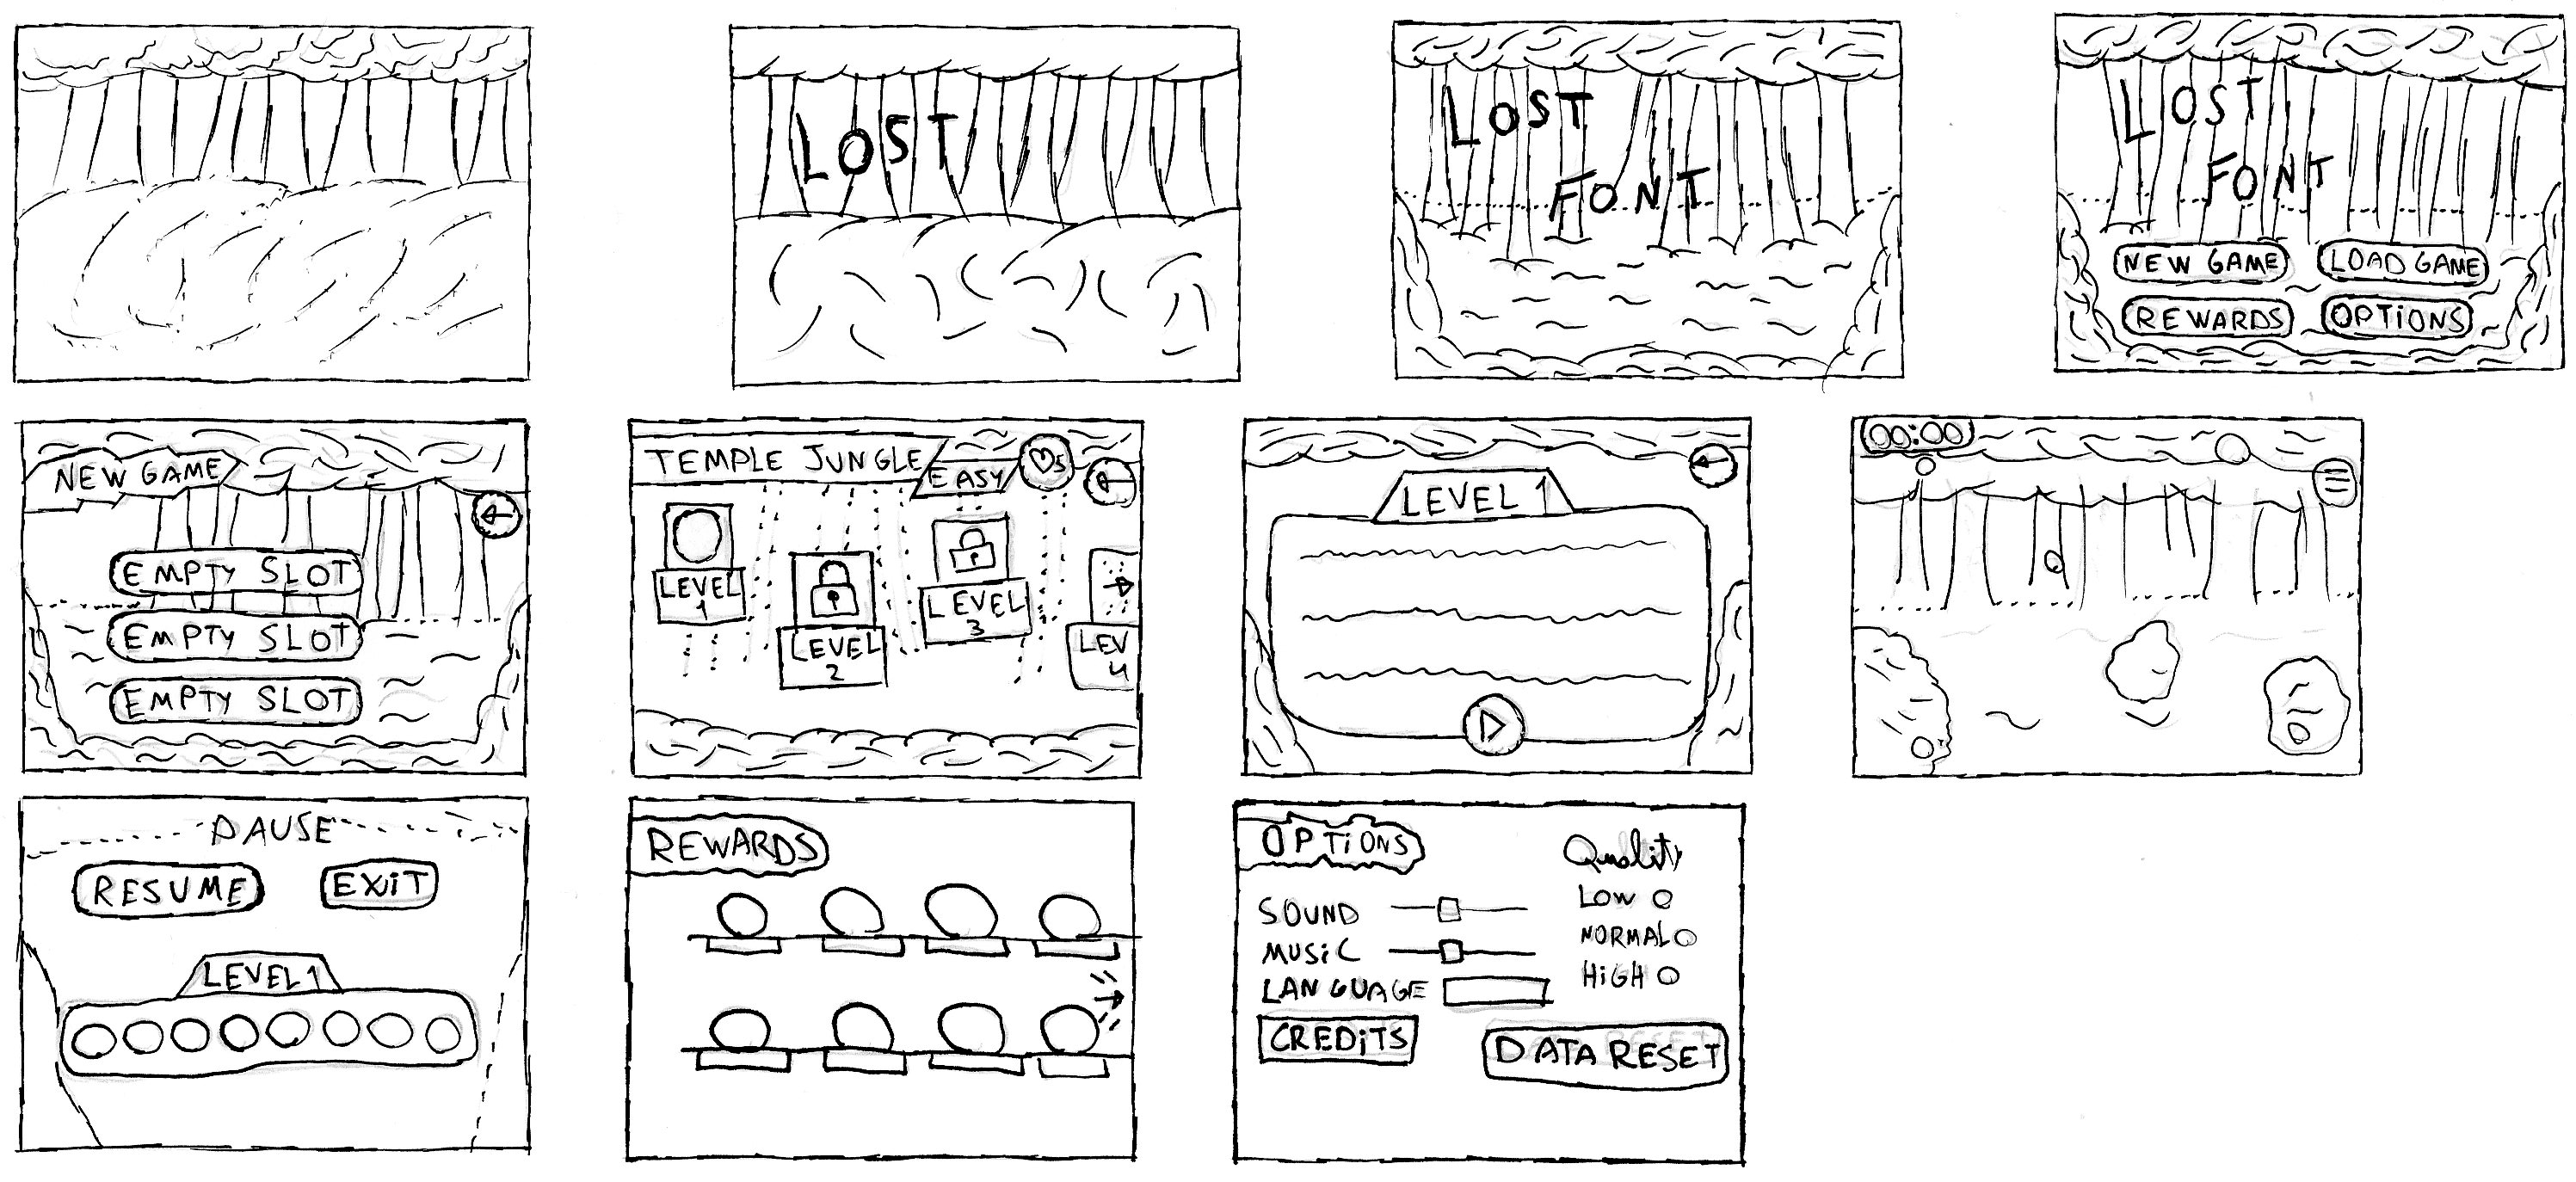 LOST
LOST
FONT
LOST
FONT
NEW GAME
LOAD GAME
REWARDS
OPTiONS
NEW GAME
EMPTY SLOT
EMPTY SLOT
EMPTY SLOT
TEMPLE JUNGLE
EASY
5
LEVEL
1
LEVEL
2
LEVEL
3
LEV
4
LEVEL 1
00:00
PAUSE
RESUME
EXiT
LEVEL 1
REWARDS
OPTiONS
Quality
LOW
NORMAL
HiGH
SOUND
MUSiC
LANGUAGE
CREDiTS
DATA RESET